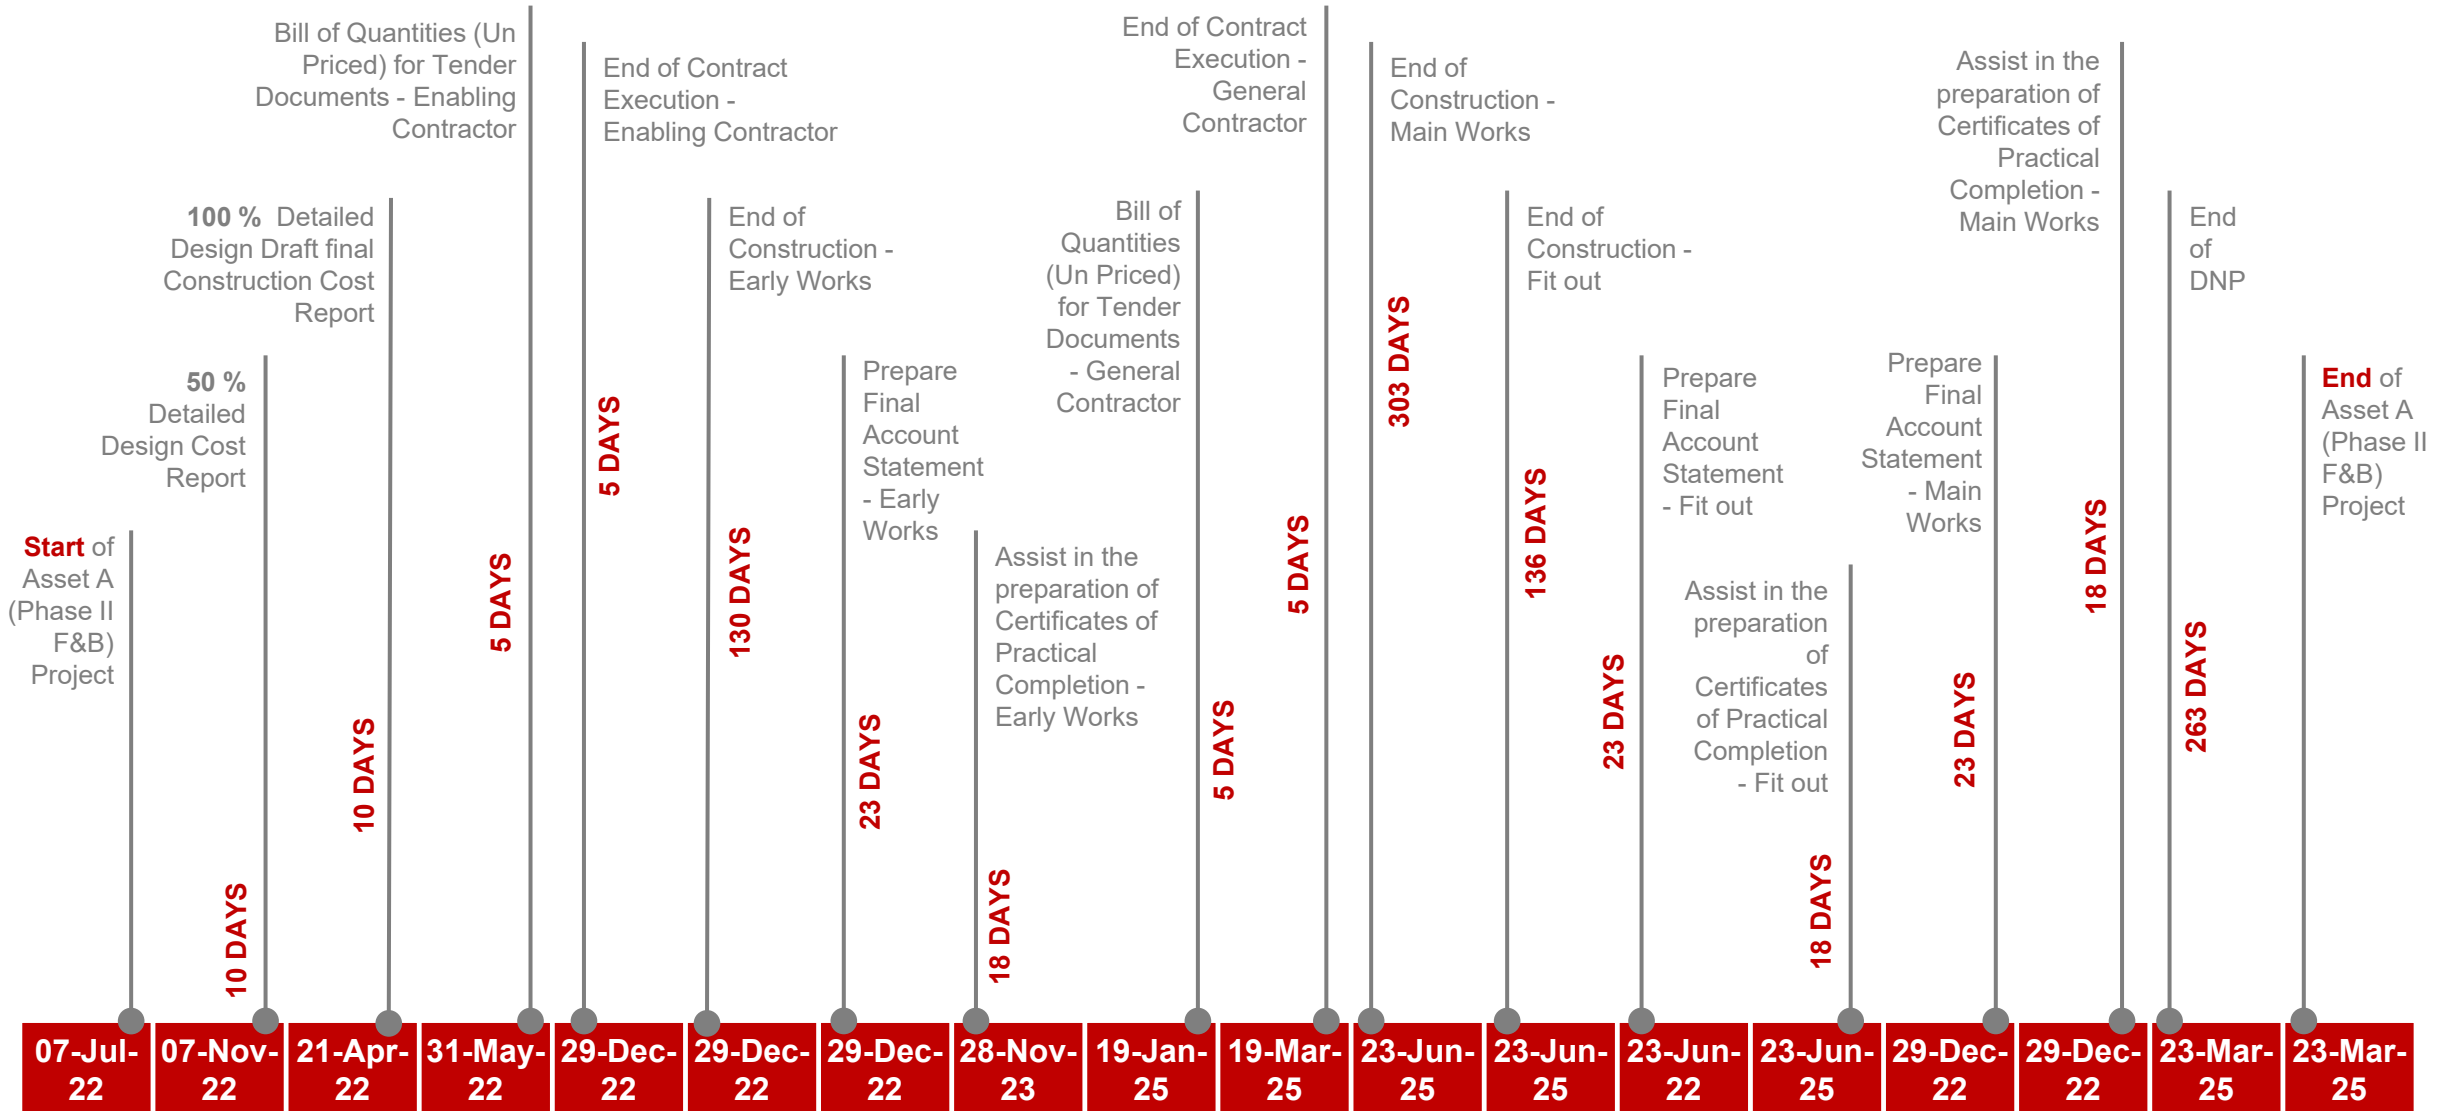 Start of
Asset A
(Phase II
F&B)
Project
50 %
Detailed
Design Cost
Report
10 DAYS
100 % Detailed
Design Draft final
Construction Cost
Report
10 DAYS
Bill of Quantities (Un
Priced) for Tender
Documents - Enabling
Contractor
5 DAYS
End of Contract
Execution -
Enabling Contractor
5 DAYS
End of
Construction -
Early Works
130 DAYS
Prepare
Final
Account
Statement
- Early
Works
23 DAYS
Assist in the
preparation of
Certificates of
Practical
Completion -
Early Works
18 DAYS
Bill of
Quantities
(Un Priced)
for Tender
Documents
- General
Contractor
5 DAYS
End of Contract
Execution -
General
Contractor
5 DAYS
End of
Construction -
Main Works
303 DAYS
End of
Construction -
Fit out
136 DAYS
Prepare
Final
Account
Statement
- Fit out
23 DAYS
Assist in the
preparation
of
Certificates
of Practical
Completion
- Fit out
18 DAYS
Prepare
Final
Account
Statement
- Main
Works
23 DAYS
Assist in the
preparation of
Certificates of
Practical
Completion -
Main Works
18 DAYS
End
of
DNP
263 DAYS
End of
Asset A
(Phase II
F&B)
Project
07-Jul-
22
07-Nov-
22
21-Apr-
22
31-May-
22
29-Dec-
22
29-Dec-
22
29-Dec-
22
28-Nov-
23
19-Jan-
25
19-Mar-
25
23-Jun-
25
23-Jun-
25
23-Jun-
22
23-Jun-
25
29-Dec-
22
29-Dec-
22
23-Mar-
25
23-Mar-
25